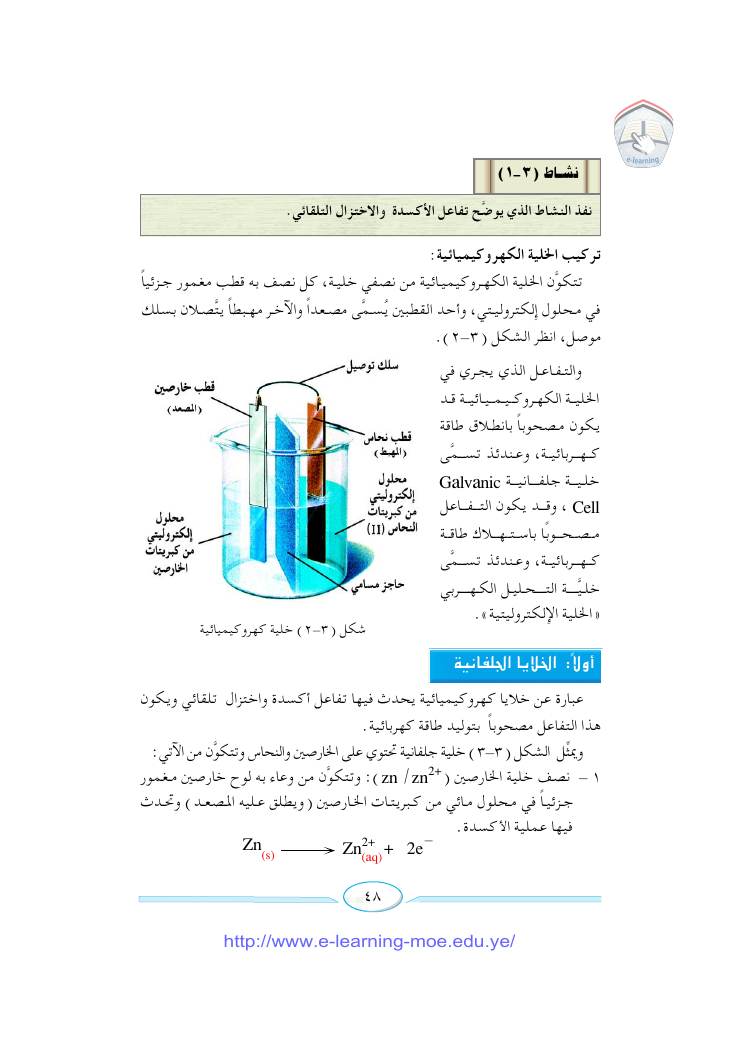 e-learning
نشاط (٣-١)
نفذ النشاط الذي يوضَّح تفاعل الأكسدة والاختزال التلقائي.
تركيب الخلية الكهروكيميائية:
تتكوَّن الخلية الكهروكيميائية من نصفي خلية، كل نصف به قطب مغمور جزئياً
في محلول إلكتروليتي، وأحد القطبين يُسمَّى مصعداً والآخر مهبطاً يتَّصلان بسلك
موصل، انظر الشكل (٣-٢).
والتفاعل الذي يجري في
الخلية الكهروكيميائية قد
يكون مصحوباً بانطلاق طاقة
كهربائية، وعندئذ تسمَّى
خلية جلفانية Galvanic
Cell ، وقد يكون التفاعل
مصحوبًا باستهلاك طاقة
كهربائية، وعندئذ تسمَّى
خليَّة التحليل الكهربي
«الخلية الإلكتروليتية».
سلك توصيل
قطب خارصين
(المصعد)
قطب نحاس
(المهبط)
محلول
إلكتروليتي
من كبريتات
النحاس (II)
محلول
إلكتروليتي
من كبريتات
الخارصين
حاجز مسامي
شكل (٣-٢) خلية كهروكيميائية
أولاً: الخلايا الجلفانية
عبارة عن خلايا كهروكيميائية يحدث فيها تفاعل أكسدة واختزال تلقائي ويكون
هذا التفاعل مصحوباً بتوليد طاقة كهربائية.
ويمثِّل الشكل (٣-٣) خلية جلفانية تحتوي على الخارصين والنحاس وتتكوَّن من الآتي:
١ - نصف خلية الخارصين (zn / zn²⁺): وتتكوَّن من وعاء به لوح خارصين مغمور
جزئياً في محلول مائي من كبريتات الخارصين (ويطلق عليه المصعد) وتحدث
فيها عملية الأكسدة.
Zn(s) ⟶ Zn²⁺(aq) + 2e⁻
٤٨
http://www.e-learning-moe.edu.ye/